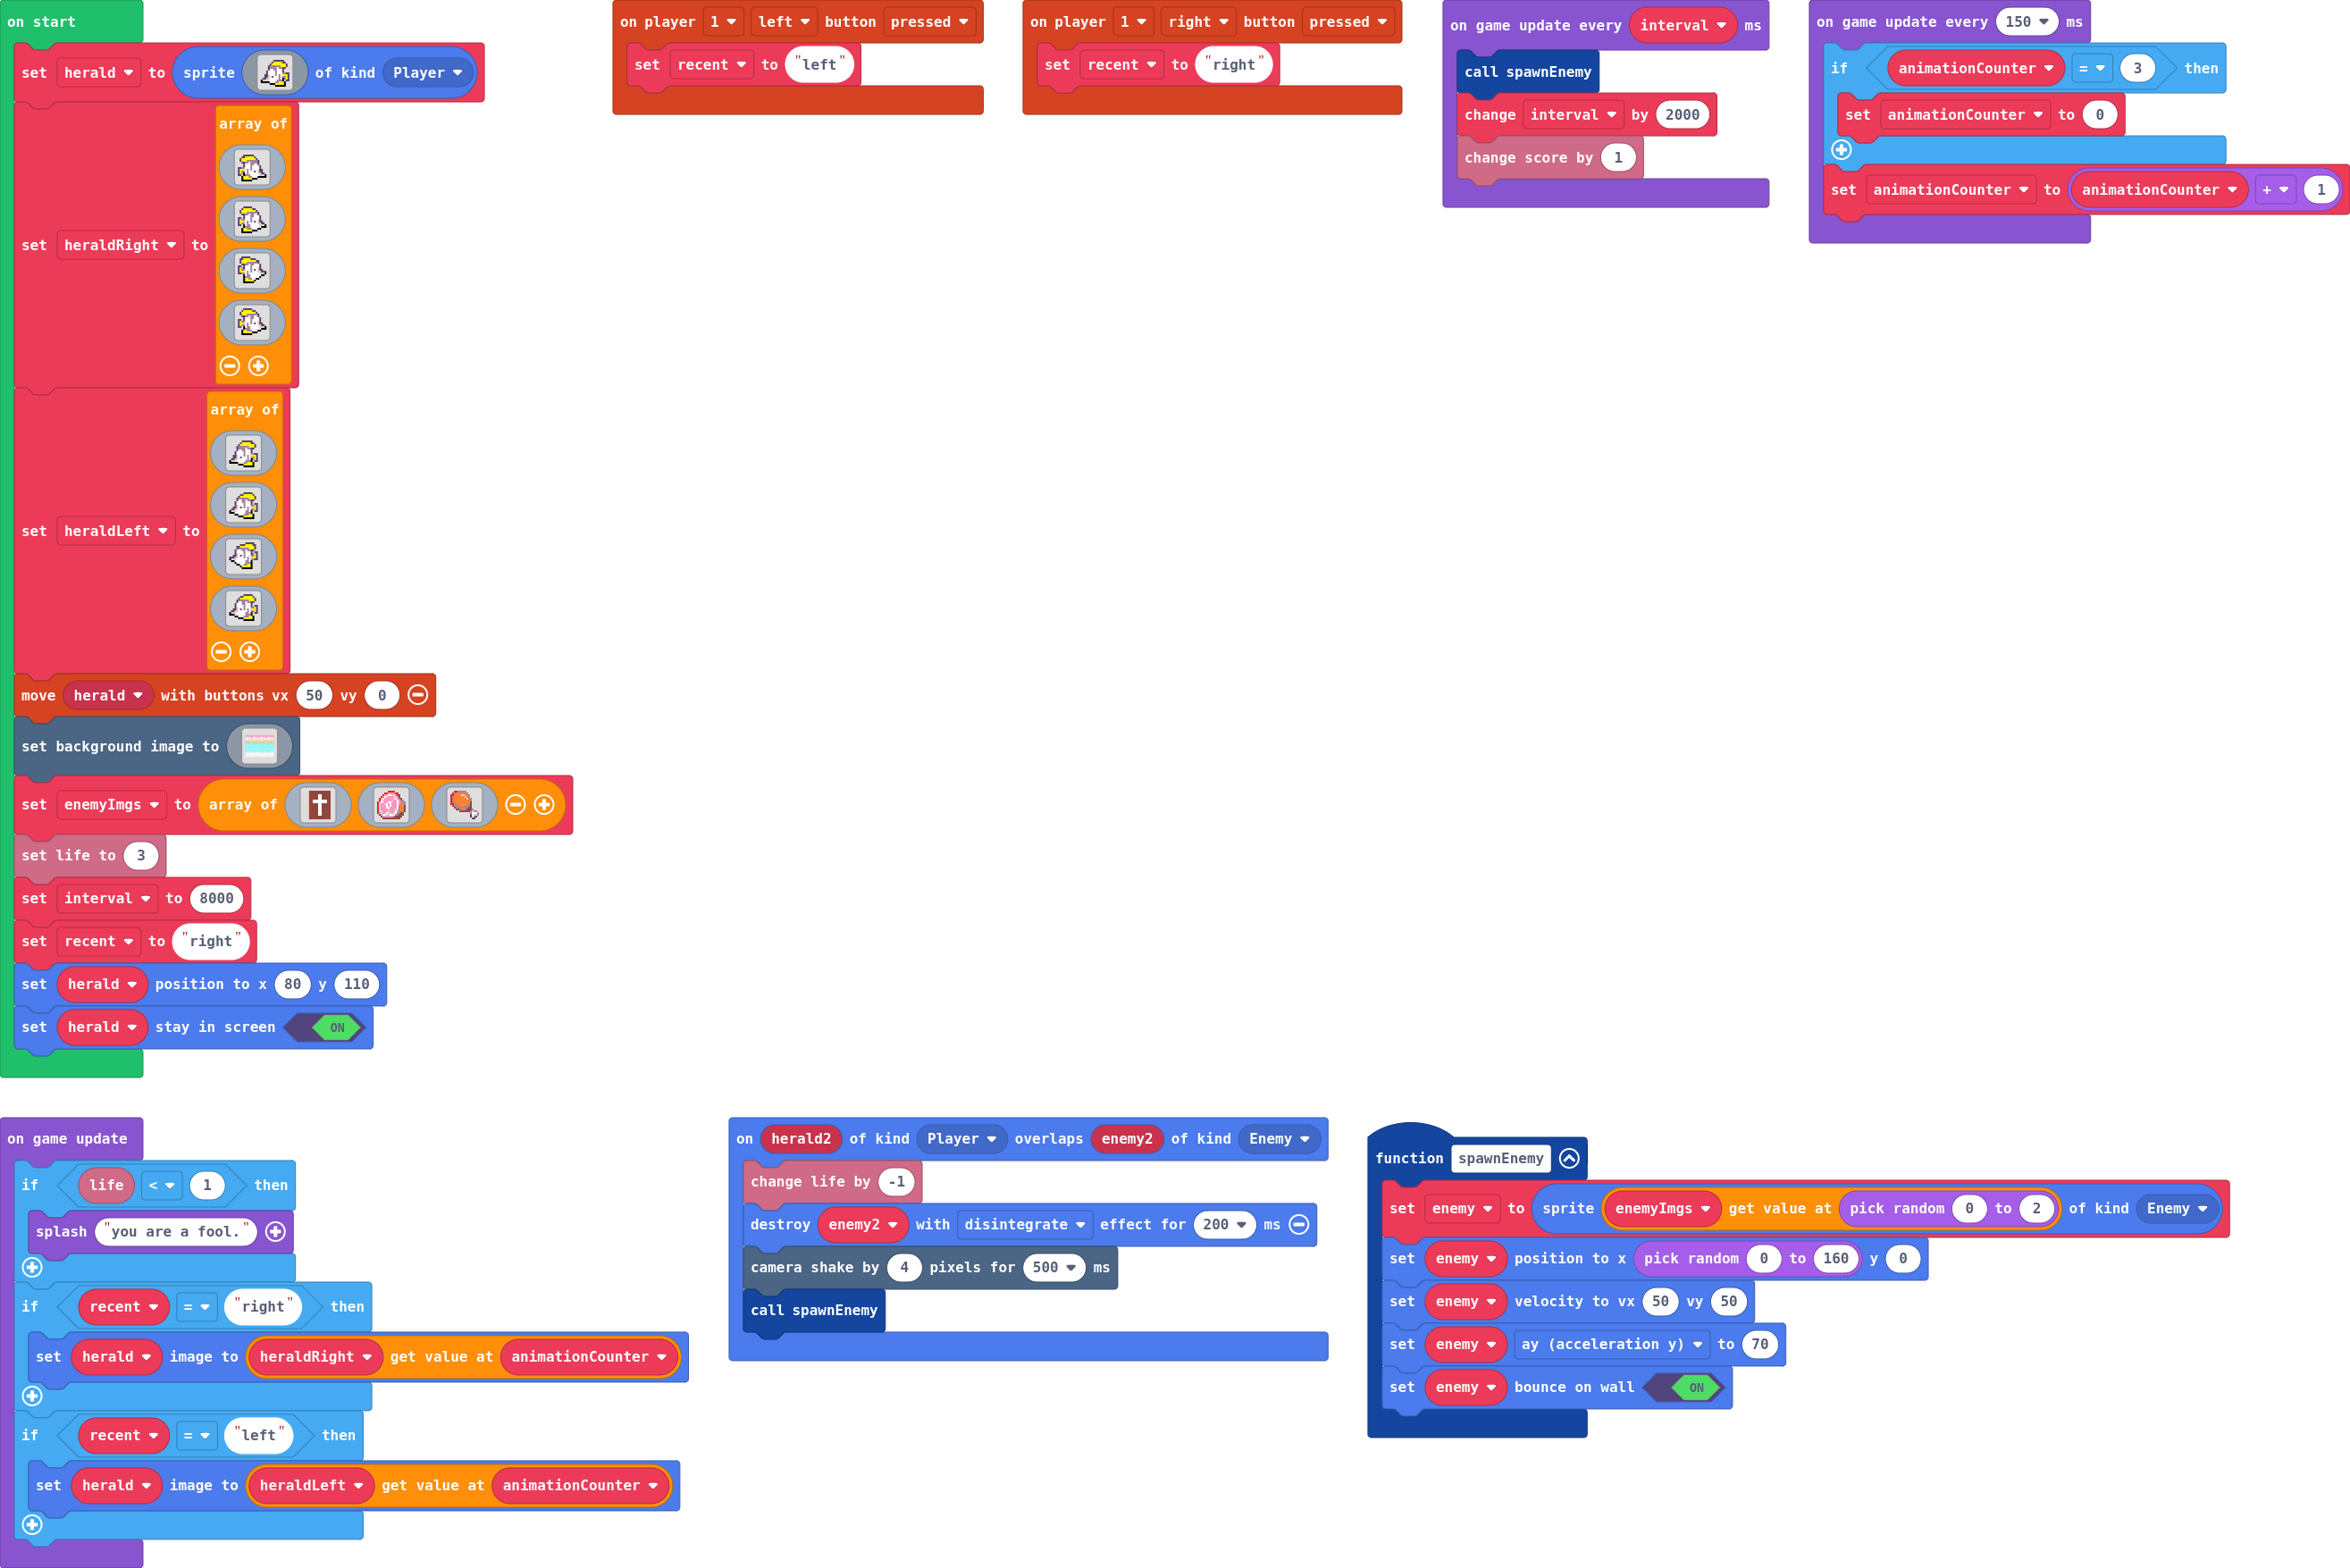 on start
set herald to sprite of kind Player
set heraldRight to array of
set heraldLeft to array of
move herald with buttons vx 50 vy 0
set background image to
set enemyImgs to array of
set life to 3
set interval to 8000
set recent to "right"
set herald position to x 80 y 110
set herald stay in screen ON
on player 1 left button pressed
set recent to "left"
on player 1 right button pressed
set recent to "right"
on game update every interval ms
call spawnEnemy
change interval by 2000
change score by 1
on game update every 150 ms
if animationCounter = 3 then
set animationCounter to 0
set animationCounter to animationCounter + 1
on game update
if life < 1 then
splash "you are a fool."
if recent = "right" then
set herald image to heraldRight get value at animationCounter
if recent = "left" then
set herald image to heraldLeft get value at animationCounter
on herald2 of kind Player overlaps enemy2 of kind Enemy
change life by -1
destroy enemy2 with disintegrate effect for 200 ms
camera shake by 4 pixels for 500 ms
call spawnEnemy
function spawnEnemy
set enemy to sprite enemyImgs get value at pick random 0 to 2 of kind Enemy
set enemy position to x pick random 0 to 160 y 0
set enemy velocity to vx 50 vy 50
set enemy ay (acceleration y) to 70
set enemy bounce on wall ON